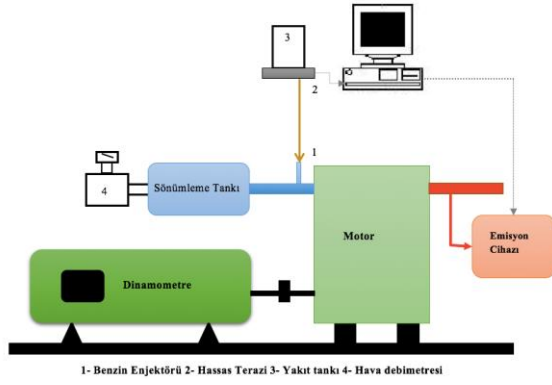 3
2
1
4
Sönümleme Tankı
Motor
Emisyon
Cihazı
Dinamometre
1- Benzin Enjektörü 2- Hassas Terazi 3- Yakıt tankı 4- Hava debimetresi